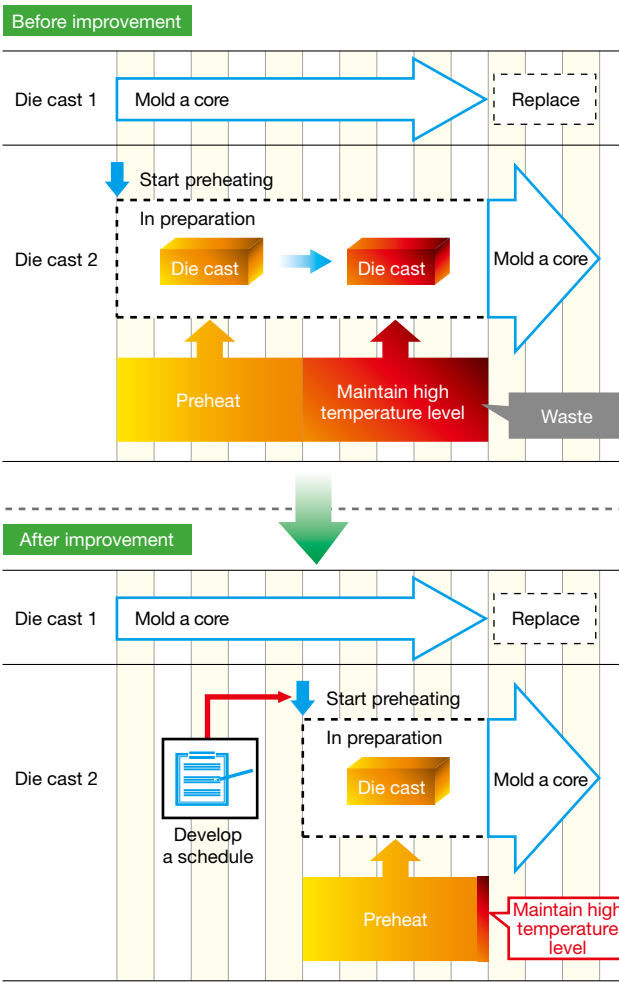 Before improvement
Die cast 1
Mold a core
Replace
Start preheating
In preparation
Die cast 2
Die cast
Die cast
Mold a core
Preheat
Maintain high
temperature level
Waste
After improvement
Die cast 1
Mold a core
Replace
Start preheating
In preparation
Die cast 2
Die cast
Mold a core
Develop
a schedule
Preheat
Maintain high
temperature
level